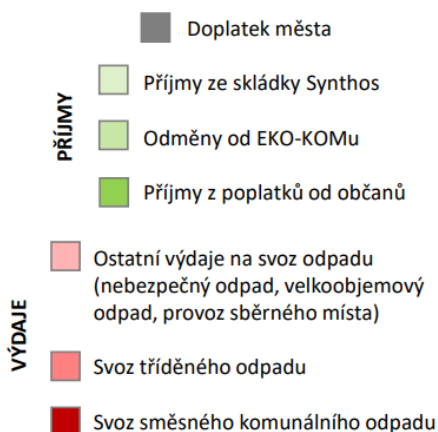 Doplatek města
PŘÍJMY
Příjmy ze skládky Synthos
Odměny od EKO-KOMu
Příjmy z poplatků od občanů
VÝDAJE
Ostatní výdaje na svoz odpadu
(nebezpečný odpad, velkoobjemový
odpad, provoz sběrného místa)
Svoz tříděného odpadu
Svoz směsného komunálního odpadu